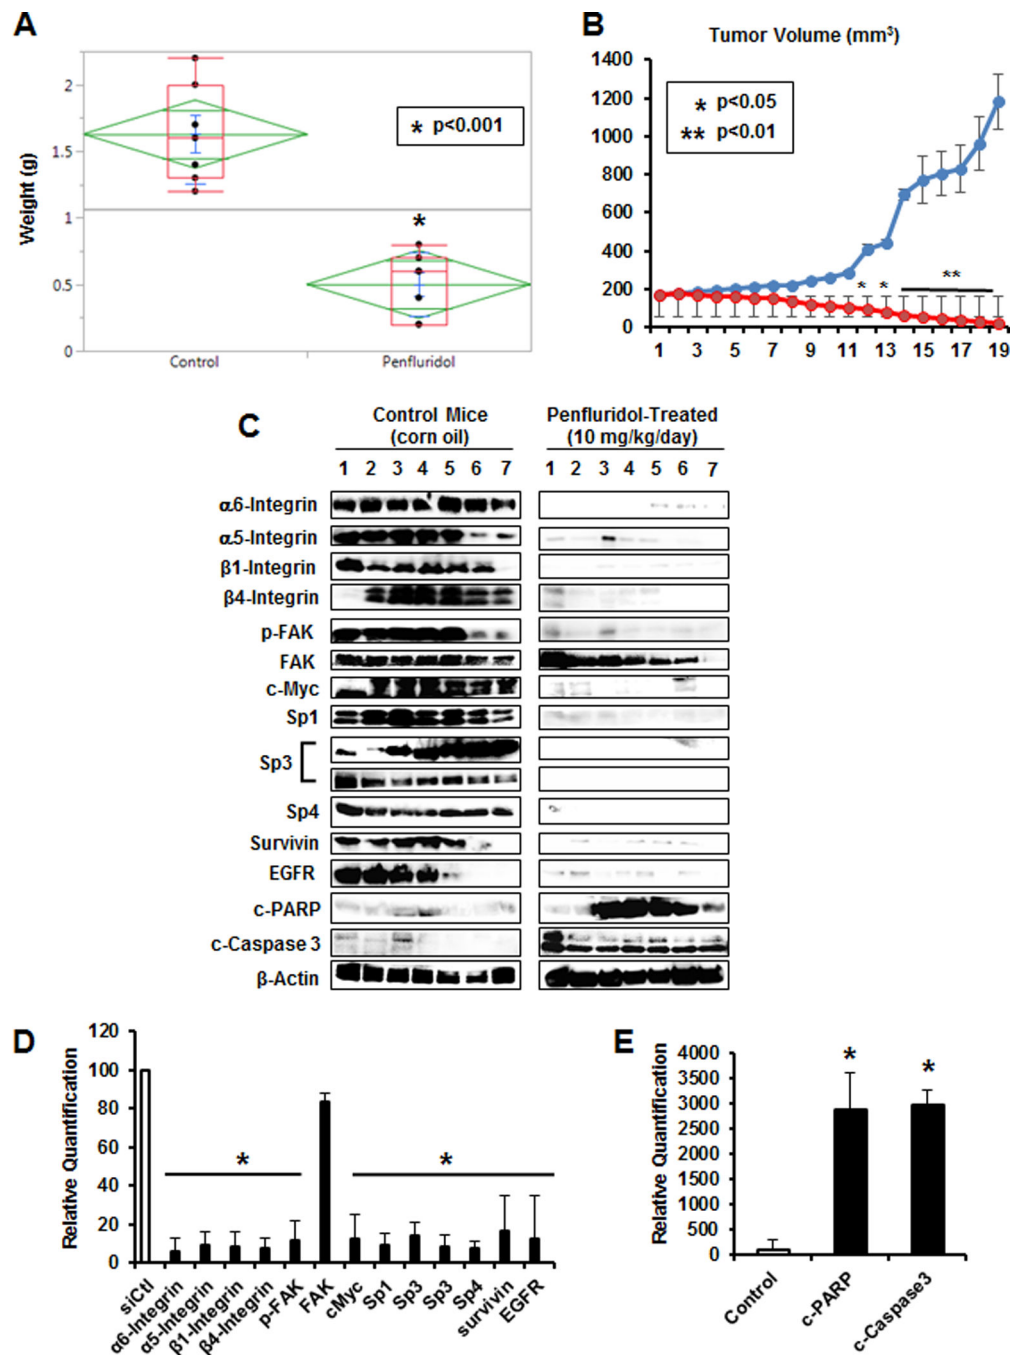 A
Weight (g)
2
1.5
1
0.5
0
* p<0.001
*
Control
Penfluridol
B
Tumor Volume (mm³)
* p<0.05
** p<0.01
1400
1200
1000
800
600
400
200
0
* * **
1 3 5 7 9 11 13 15 17 19
C
Control Mice
(corn oil)
Penfluridol-Treated
(10 mg/kg/day)
1 2 3 4 5 6 7
1 2 3 4 5 6 7
α6-Integrin
α5-Integrin
β1-Integrin
β4-Integrin
p-FAK
FAK
c-Myc
Sp1
Sp3
Sp4
Survivin
EGFR
c-PARP
c-Caspase 3
β-Actin
D
Relative Quantification
120
100
80
60
40
20
0
*
*
siCtl
α6-Integrin
α5-Integrin
β1-Integrin
β4-Integrin
p-FAK
FAK
cMyc
Sp1
Sp3
Sp3
Sp4
survivin
EGFR
E
Relative Quantification
4000
3500
3000
2500
2000
1500
1000
500
0
*
*
Control
c-PARP
c-Caspase3